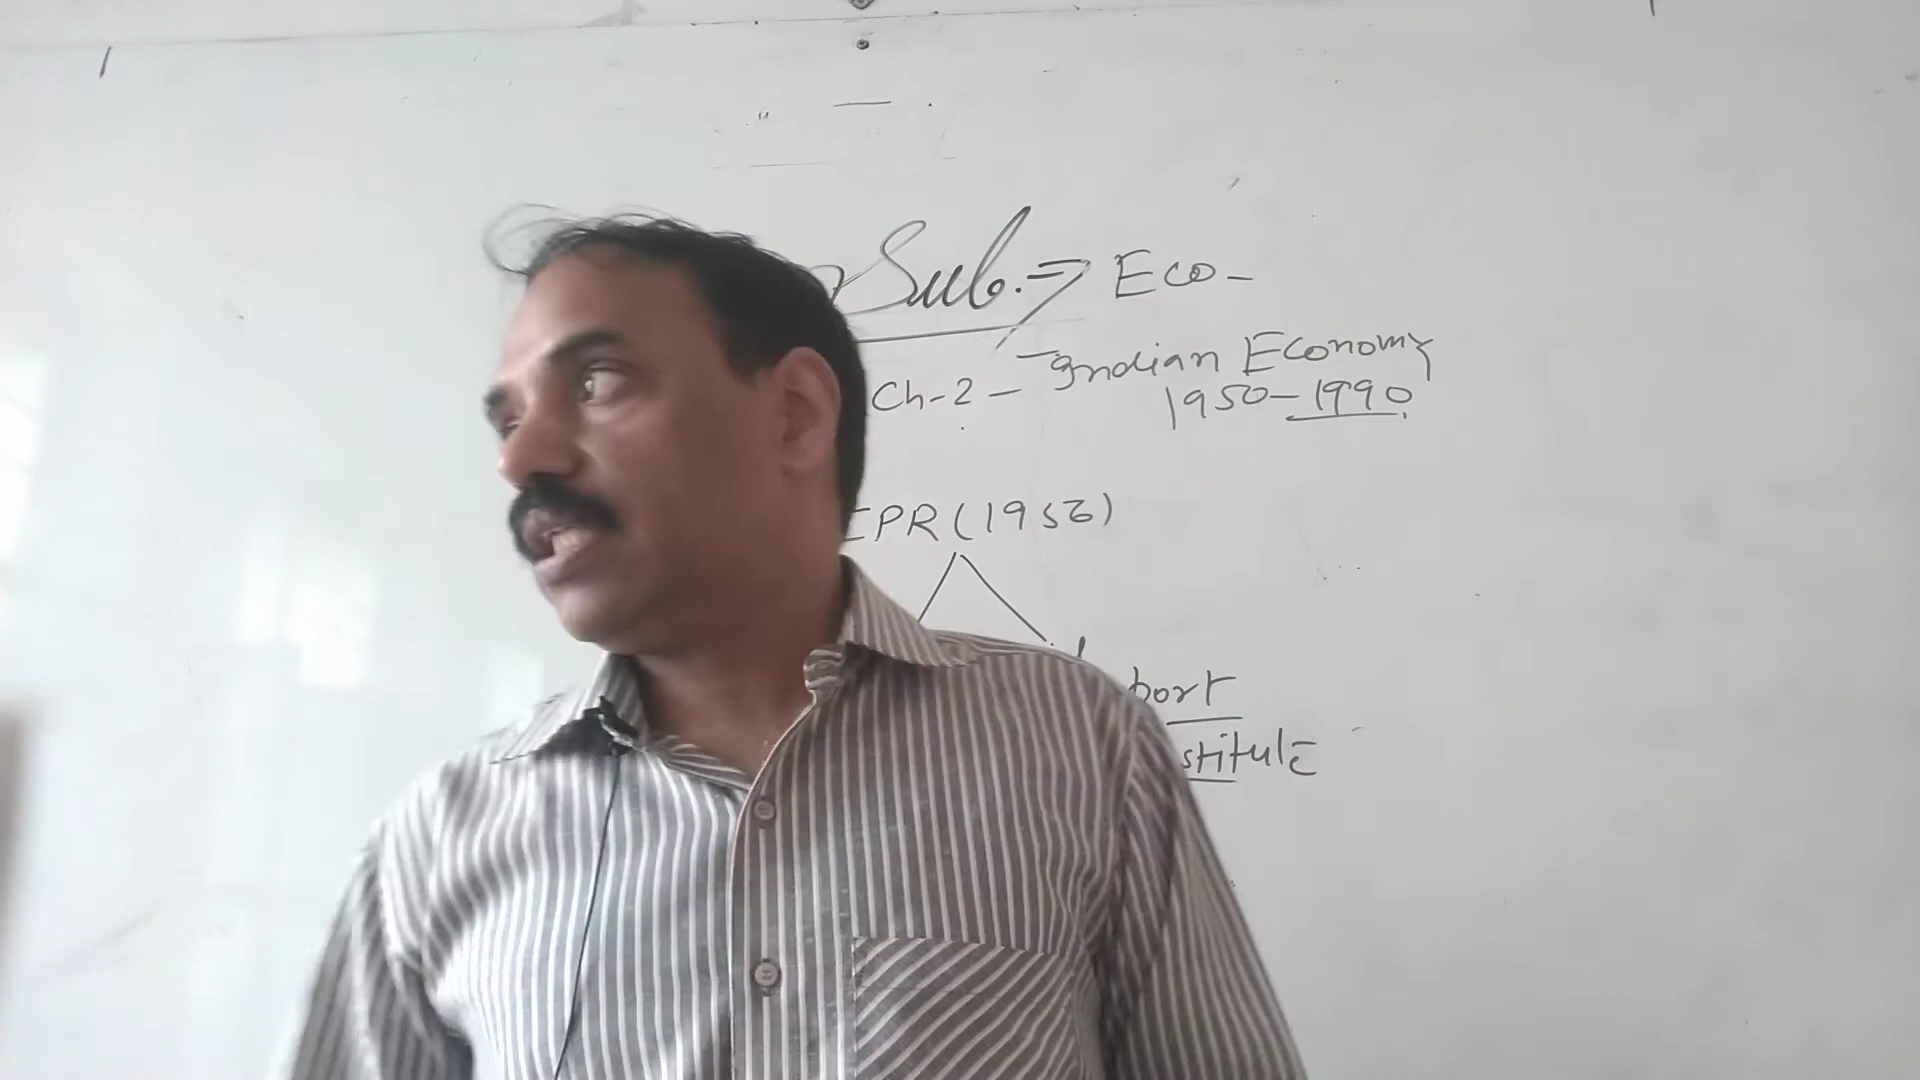 Sub. ⇒ Eco-
Ch-2 - Indian Economy
1950-1990
IPR (1956)
port
stitute